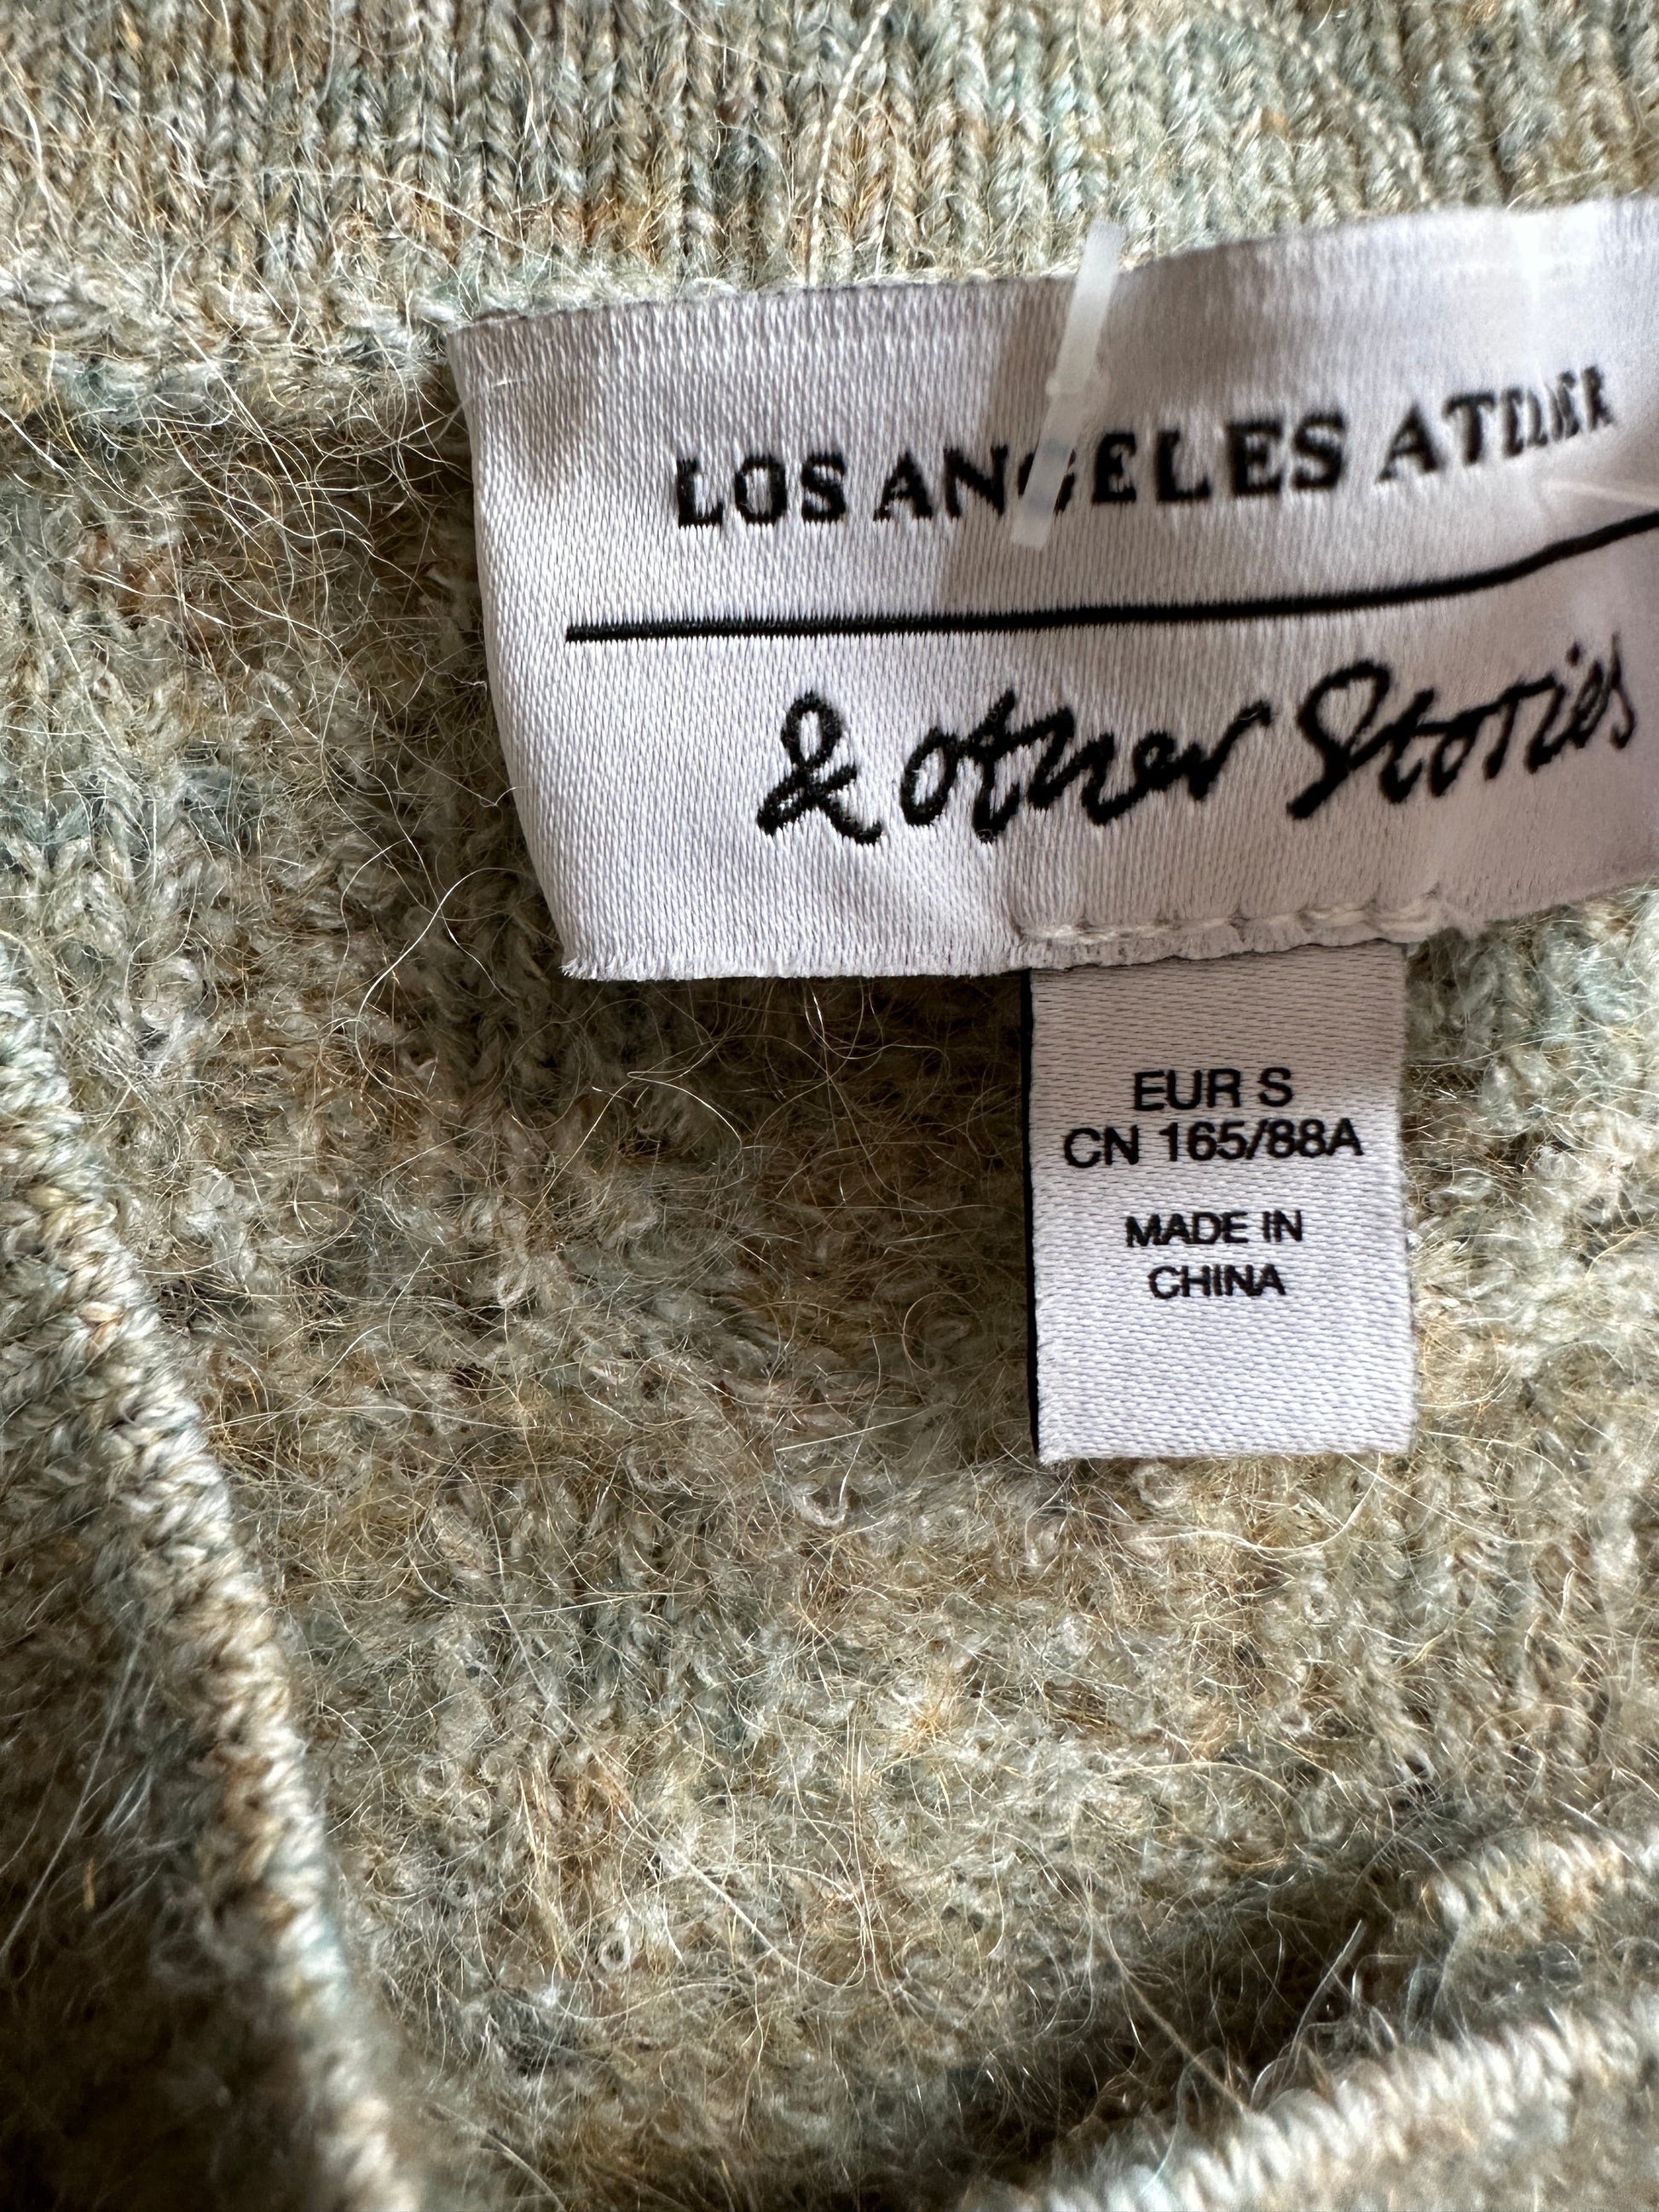 LOS ANGELES ATELIER
& other Stories
EUR S
CN 165/88A
MADE IN
CHINA